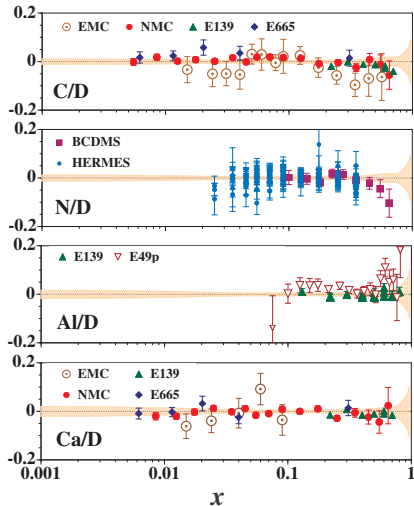 EMC NMC E139 E665
0.2
0
-0.2
C/D
0.2
BCDMS
HERMES
0
-0.2
N/D
0.2
E139 E49p
0
-0.2
Al/D
0.2
EMC E139
NMC E665
0
-0.2
Ca/D
0.001 0.01 0.1 1
x